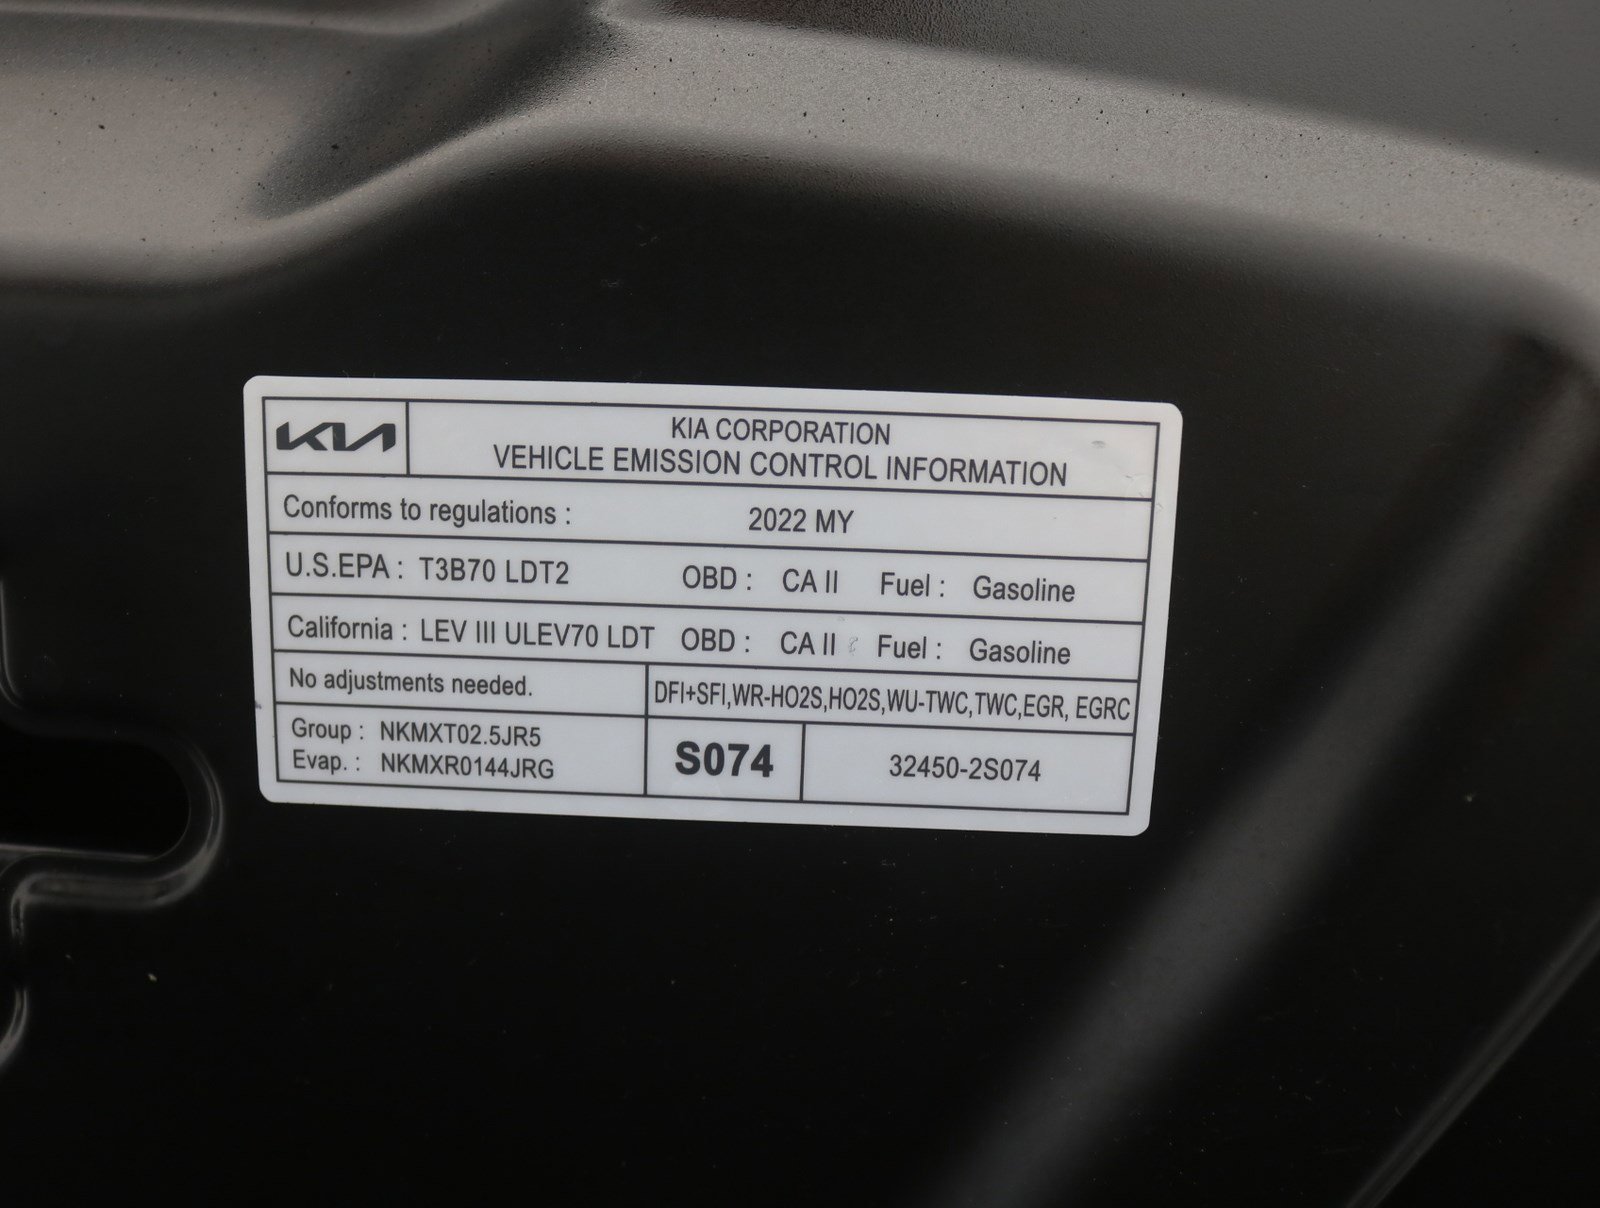 KIA KIA CORPORATION
VEHICLE EMISSION CONTROL INFORMATION
Conforms to regulations : 2022 MY
U.S.EPA : T3B70 LDT2 OBD : CA II Fuel : Gasoline
California : LEV III ULEV70 LDT OBD : CA II Fuel : Gasoline
No adjustments needed. DFI+SFI,WR-HO2S,HO2S,WU-TWC,TWC,EGR, EGRC
Group : NKMXT02.5JR5
Evap. : NKMXR0144JRG
S074 32450-2S074